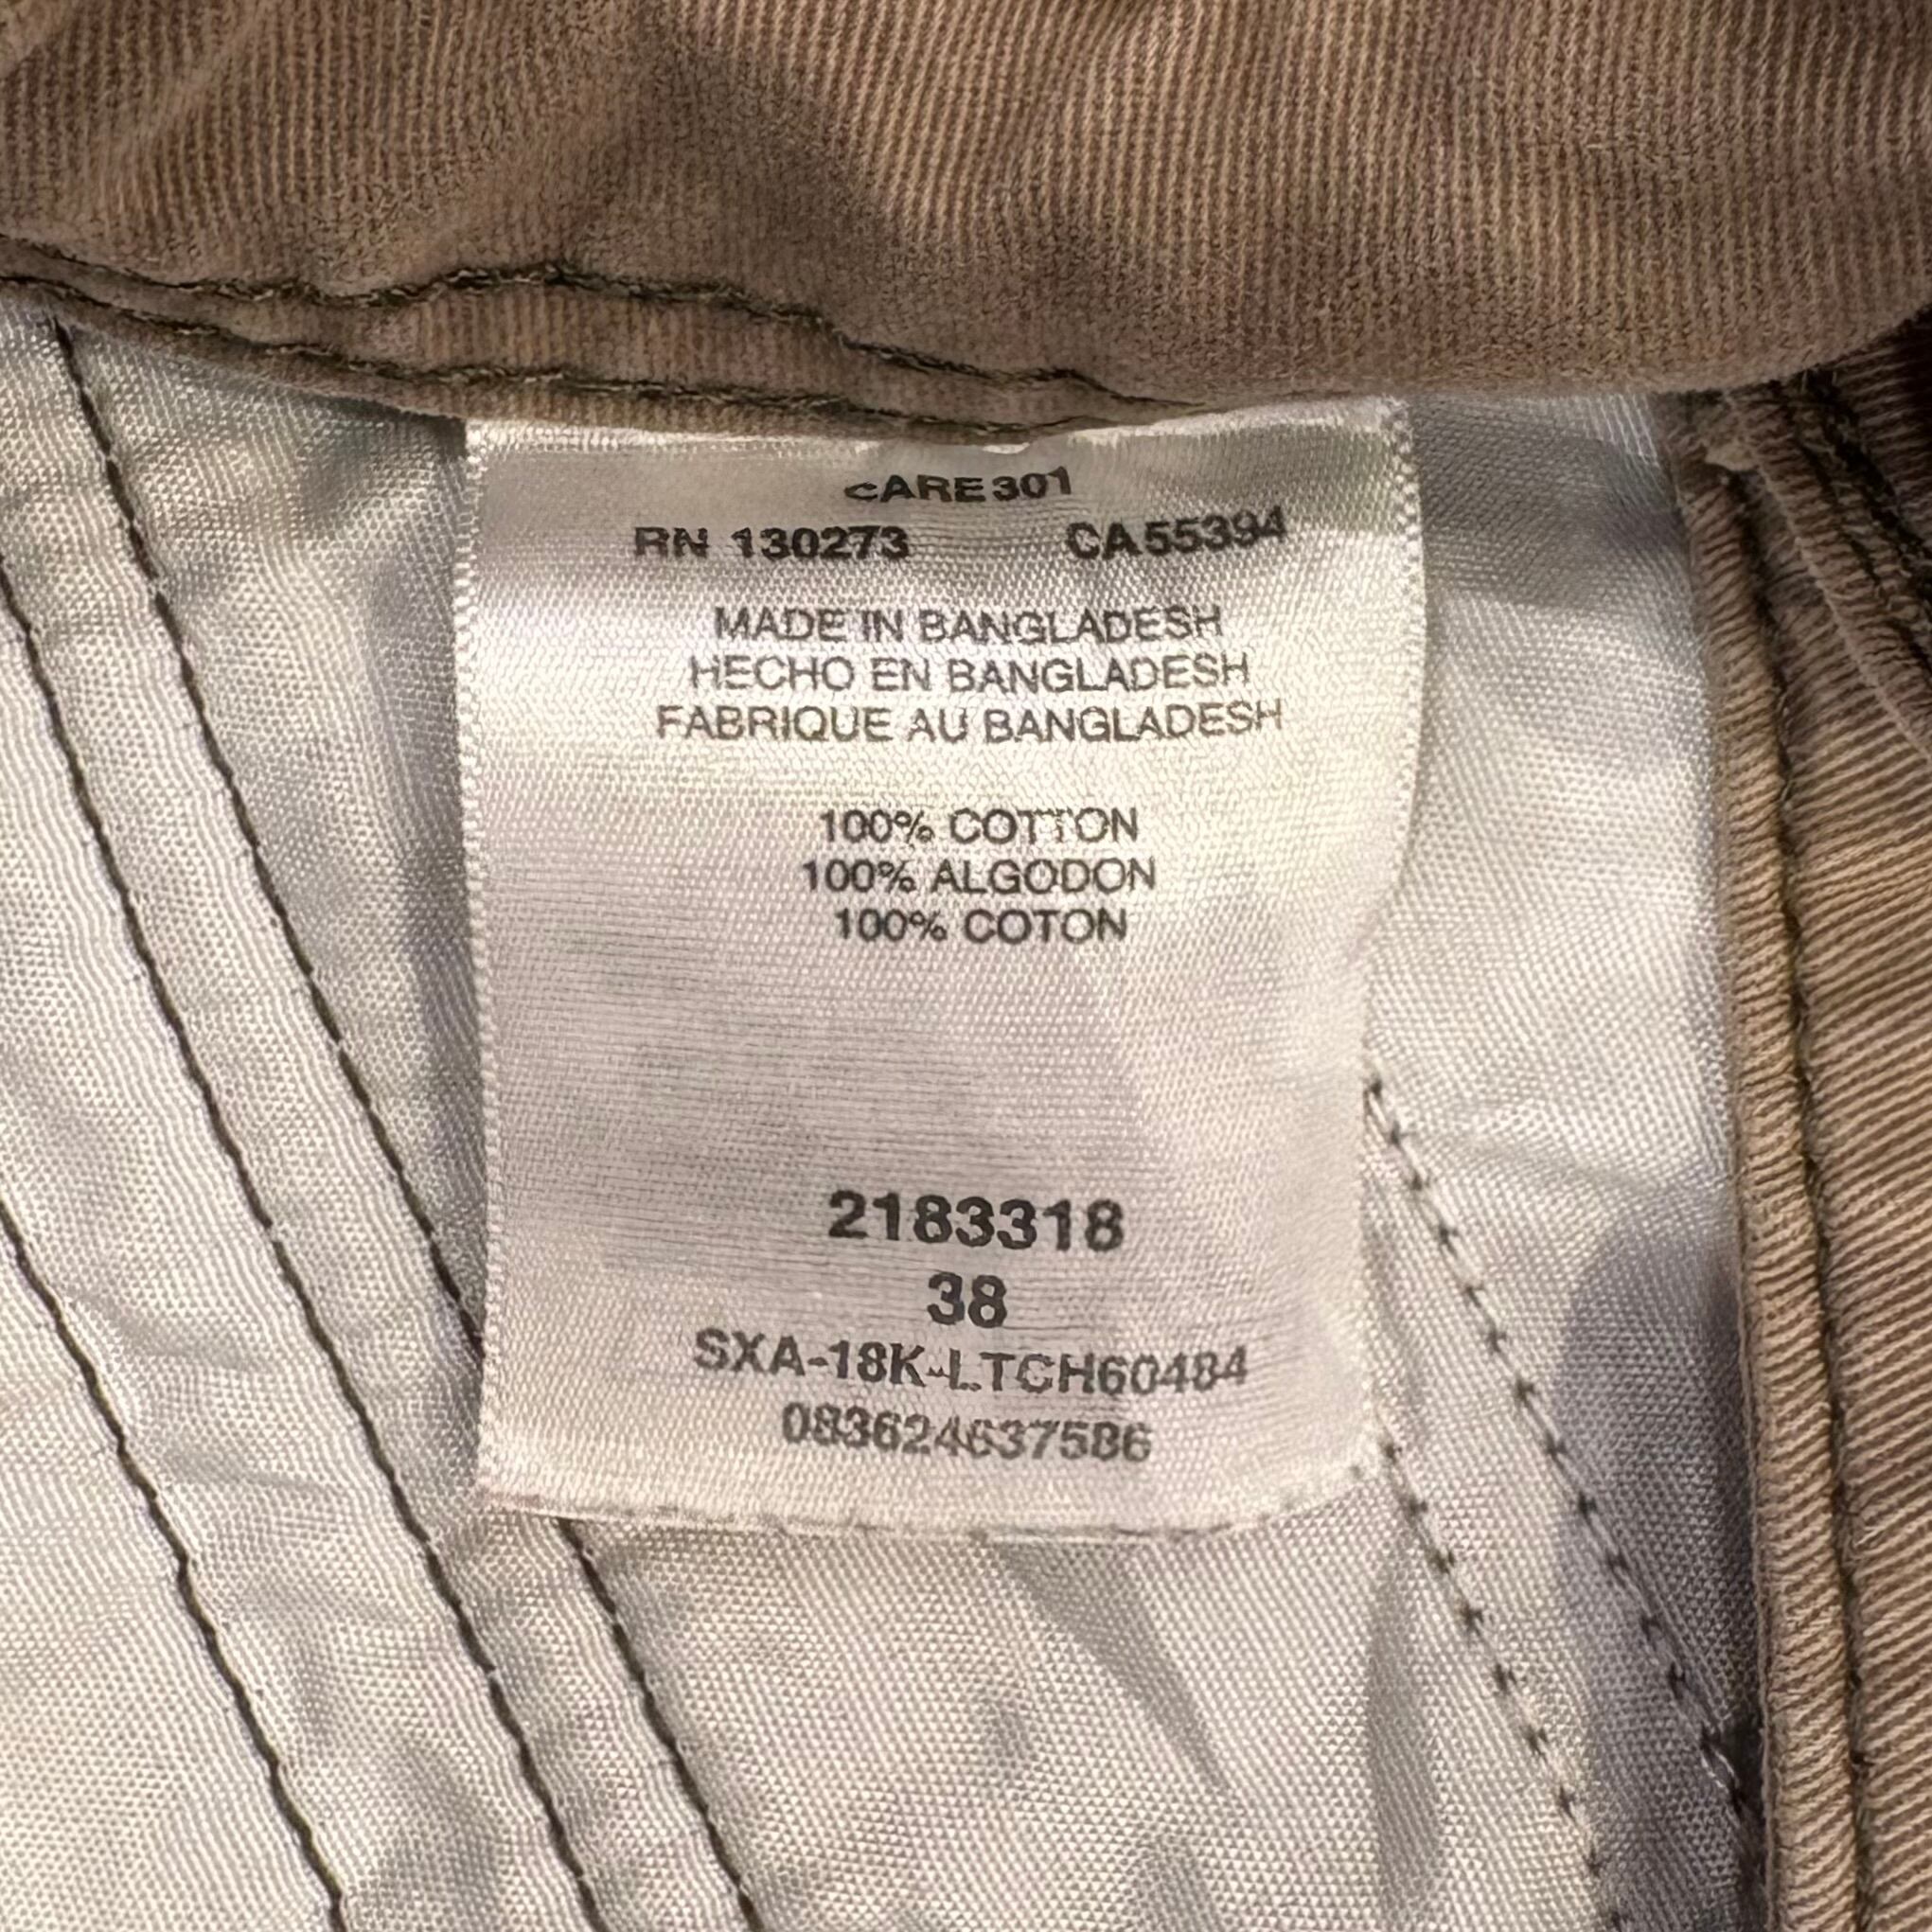 CARE301
RN 130273 CA55394
MADE IN BANGLADESH
HECHO EN BANGLADESH
FABRIQUE AU BANGLADESH
100% COTTON
100% ALGODON
100% COTON
2183318
38
SXA-18K-LTCH60484
083624637586